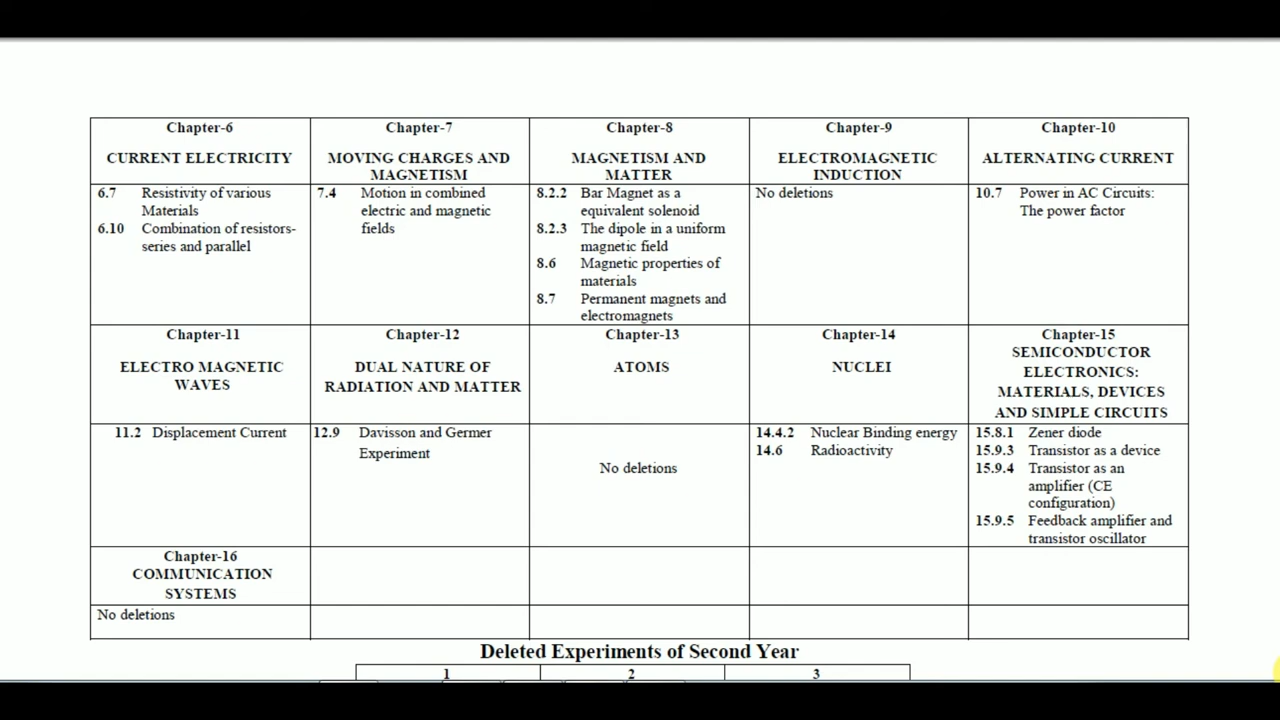 Chapter-6
CURRENT ELECTRICITY
Chapter-7
MOVING CHARGES AND
MAGNETISM
Chapter-8
MAGNETISM AND
MATTER
Chapter-9
ELECTROMAGNETIC
INDUCTION
Chapter-10
ALTERNATING CURRENT
6.7 Resistivity of various
Materials
6.10 Combination of resistors-
series and parallel
7.4 Motion in combined
electric and magnetic
fields
8.2.2 Bar Magnet as a
equivalent solenoid
8.2.3 The dipole in a uniform
magnetic field
8.6 Magnetic properties of
materials
8.7 Permanent magnets and
electromagnets
No deletions
10.7 Power in AC Circuits:
The power factor
Chapter-11
ELECTRO MAGNETIC
WAVES
Chapter-12
DUAL NATURE OF
RADIATION AND MATTER
Chapter-13
ATOMS
Chapter-14
NUCLEI
Chapter-15
SEMICONDUCTOR
ELECTRONICS:
MATERIALS, DEVICES
AND SIMPLE CIRCUITS
11.2 Displacement Current
12.9 Davisson and Germer
Experiment
No deletions
14.4.2 Nuclear Binding energy
14.6 Radioactivity
15.8.1 Zener diode
15.9.3 Transistor as a device
15.9.4 Transistor as an
amplifier (CE
configuration)
15.9.5 Feedback amplifier and
transistor oscillator
Chapter-16
COMMUNICATION
SYSTEMS
No deletions
Deleted Experiments of Second Year
1 2 3